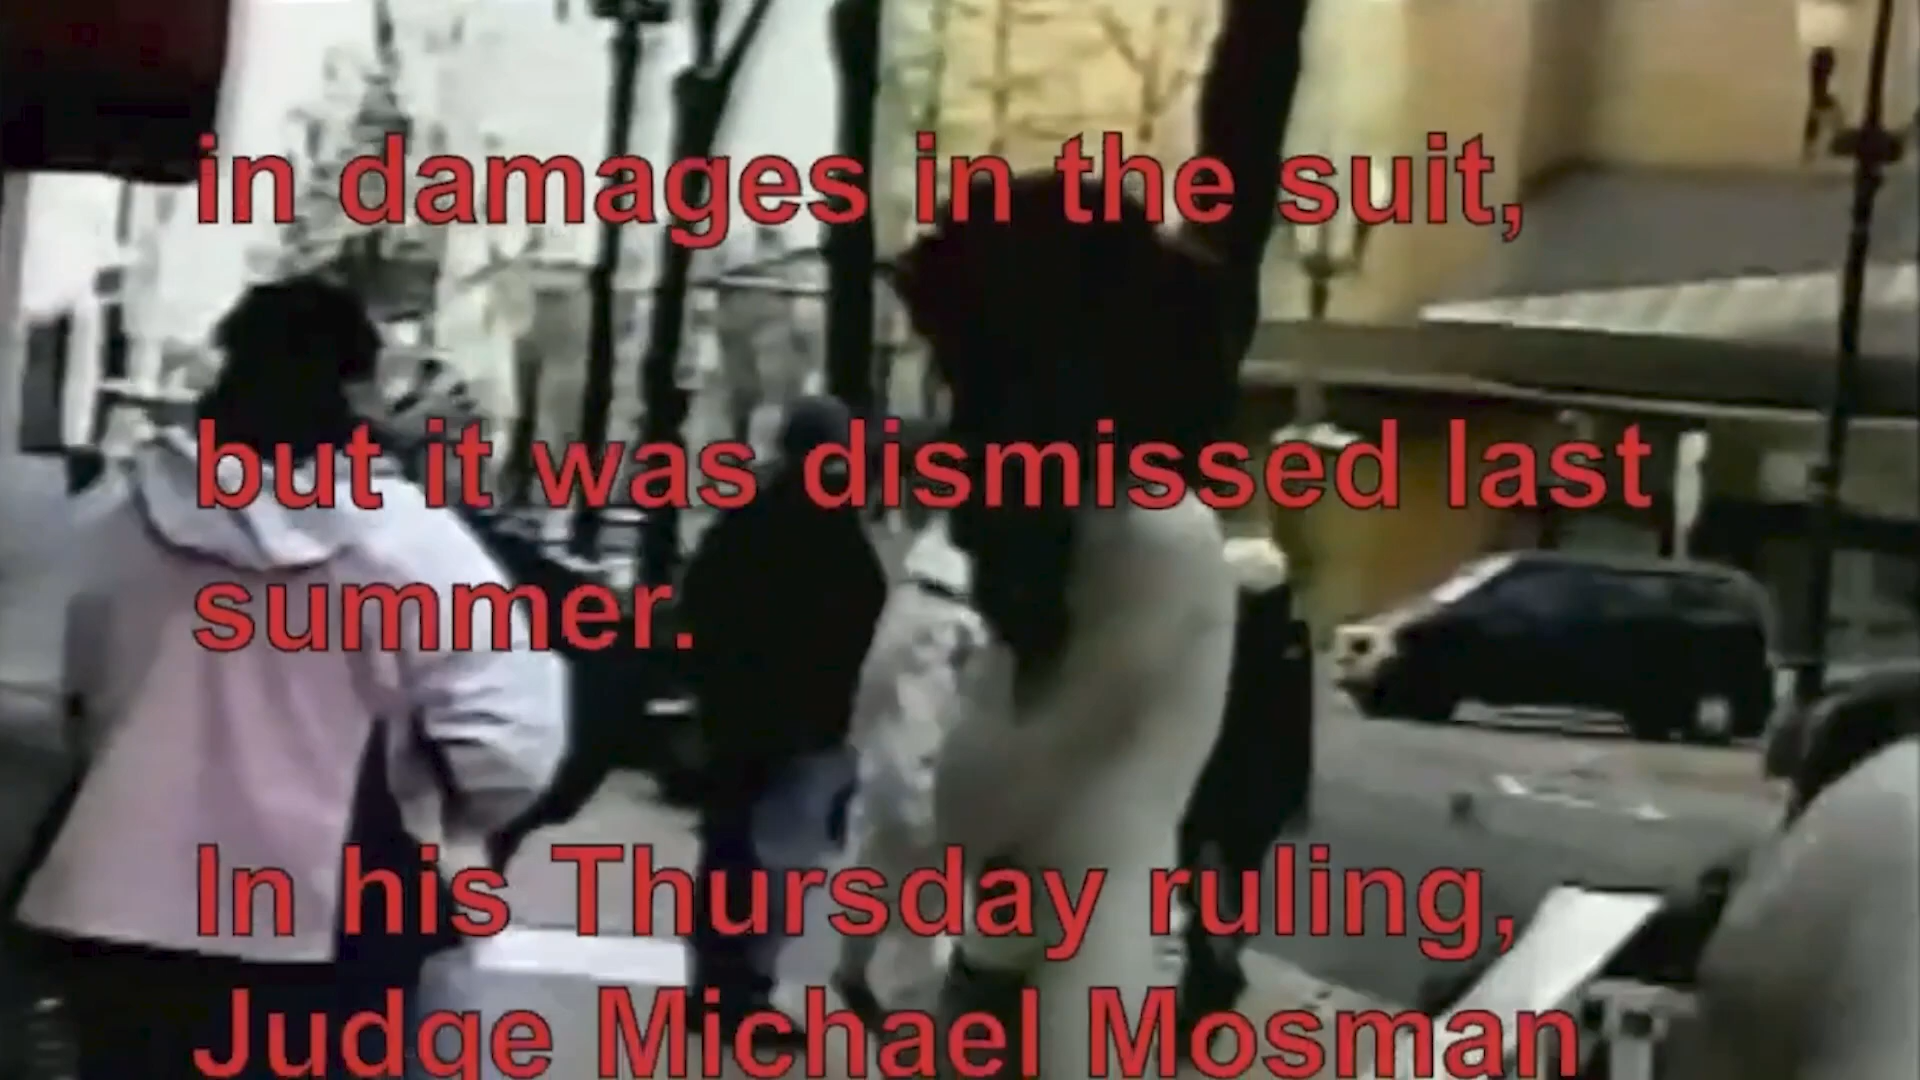 in damages in the suit,
but it was dismissed last
summer.
In his Thursday ruling,
Judge Michael Mosman